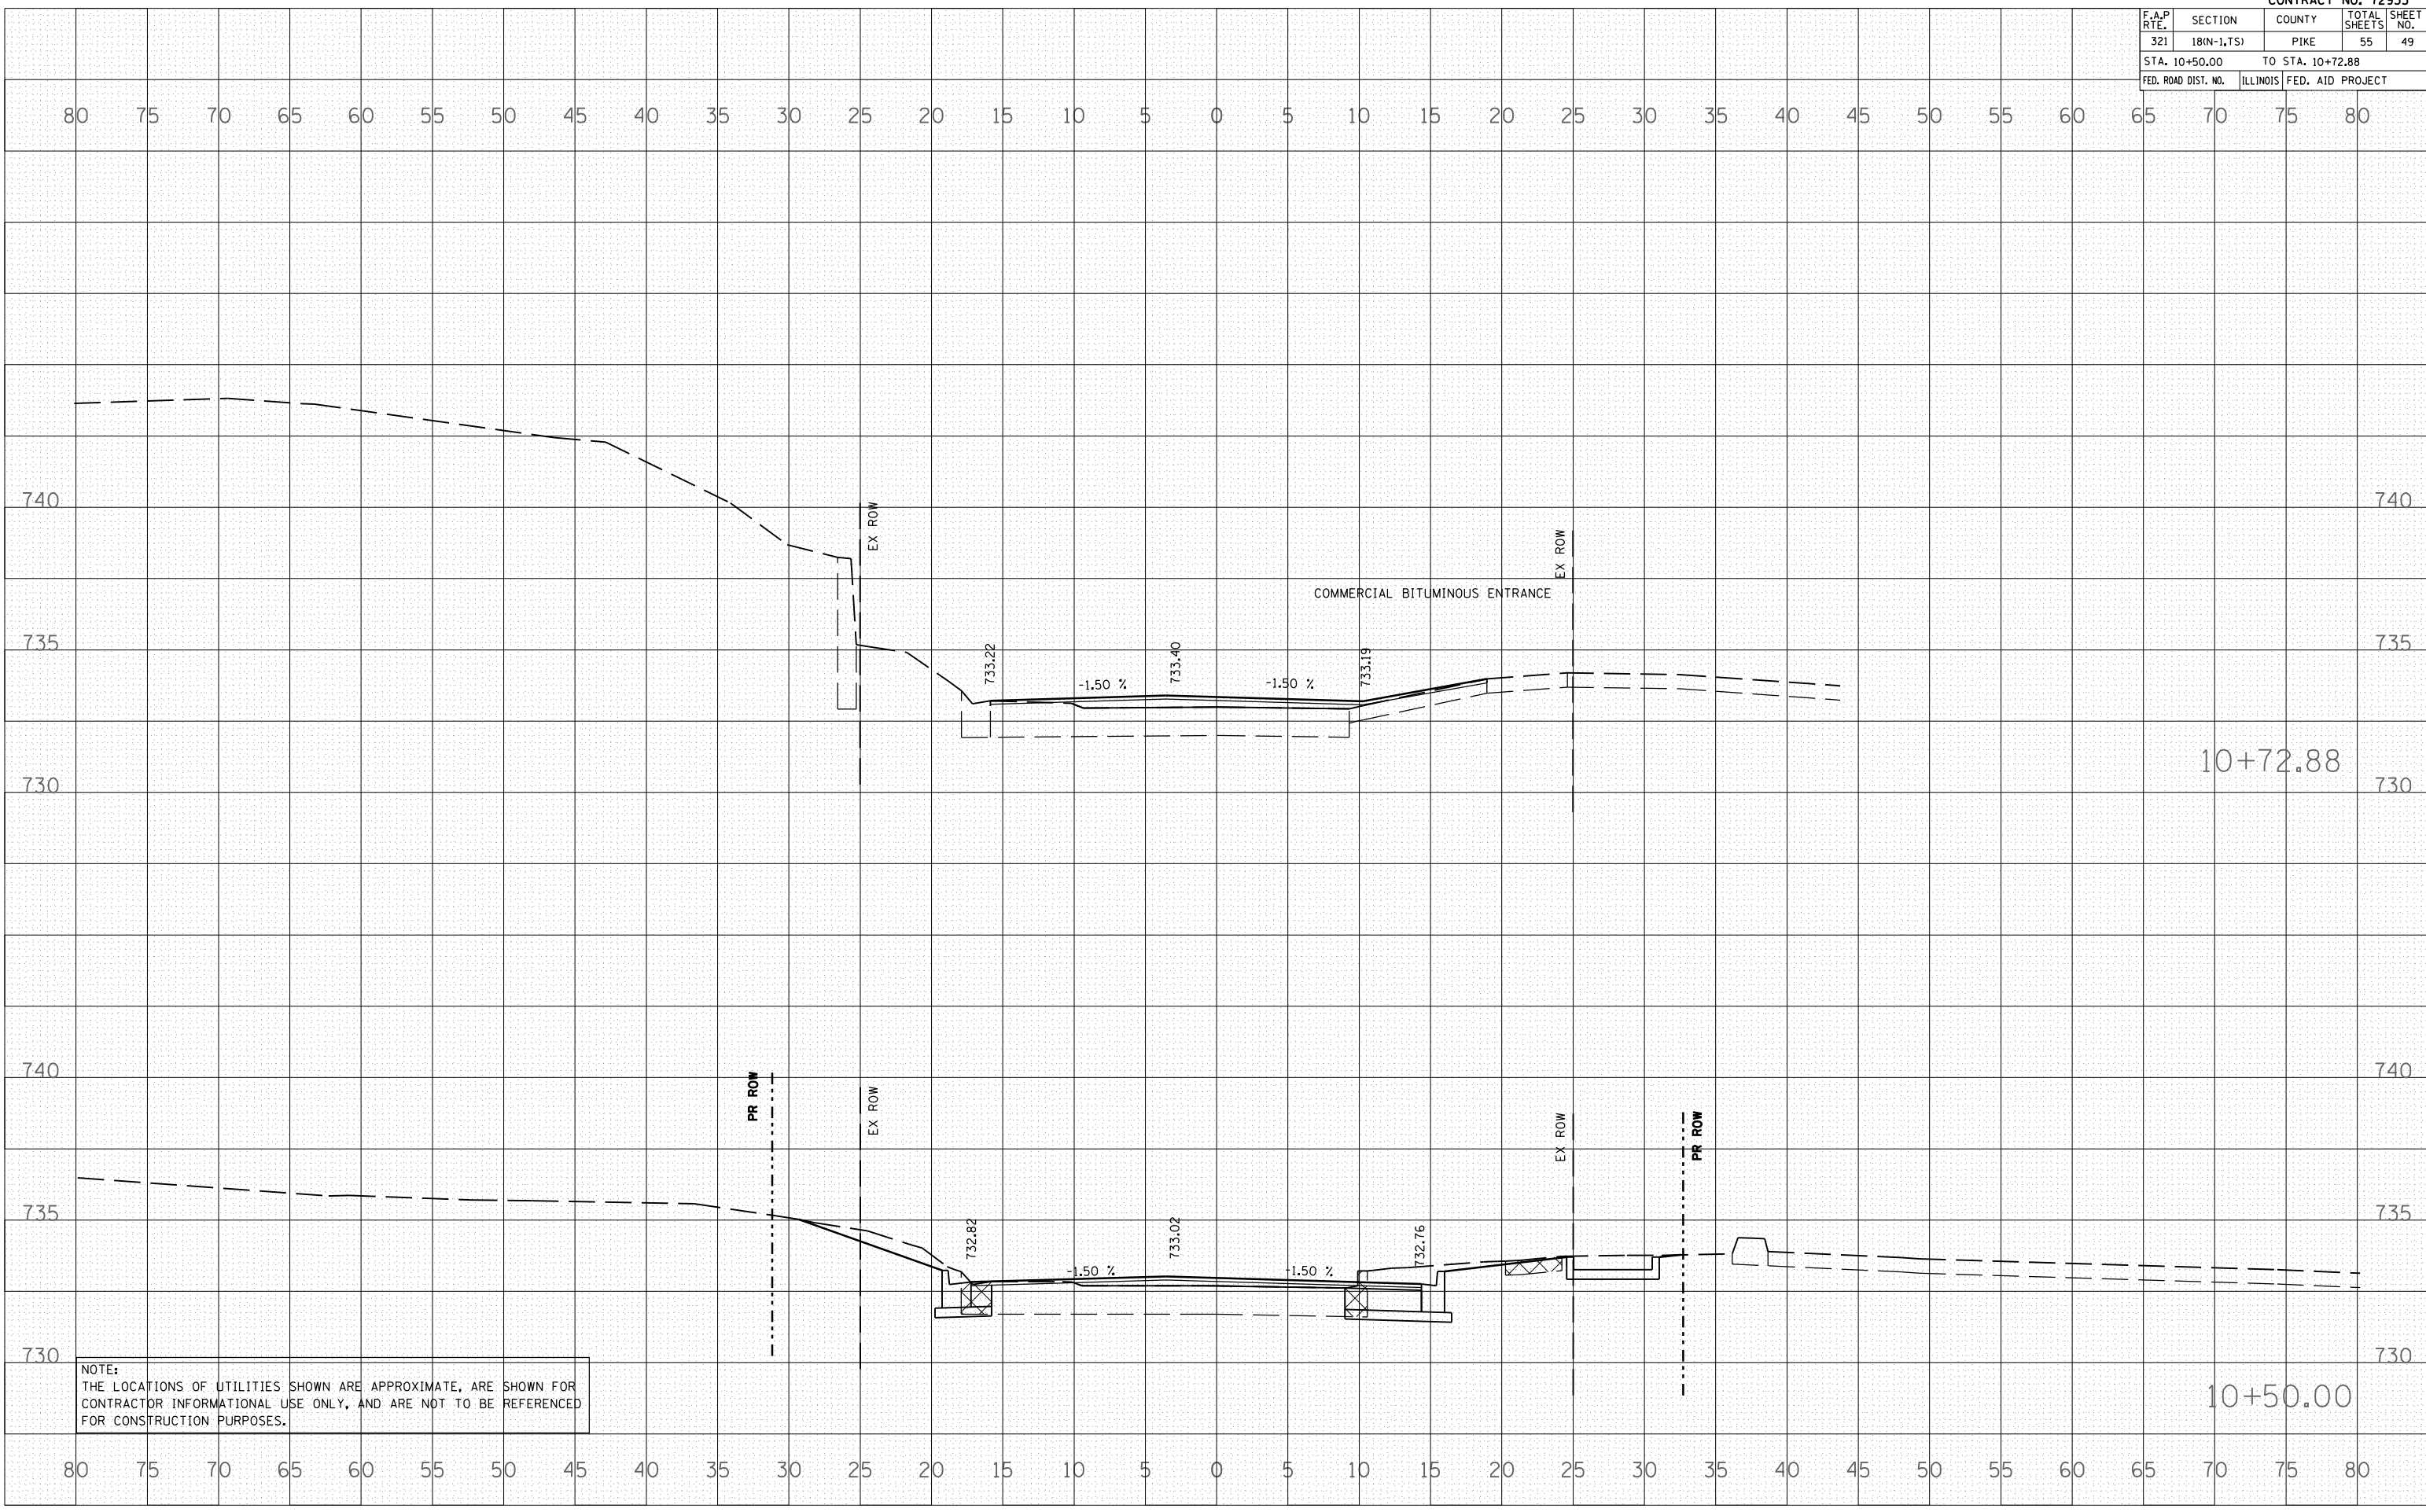 CONTRACT NO. 72933
F.A.P RTE. SECTION COUNTY TOTAL SHEETS SHEET NO.
321 18(N-1,TS) PIKE 55 49
STA. 10+50.00 TO STA. 10+72.88
FED. ROAD DIST. NO. ILLINOIS FED. AID PROJECT
80 75 70 65 60 55 50 45 40 35 30 25 20 15 10 5 0 5 10 15 20 25 30 35 40 45 50 55 60 65 70 75 80
740 740
EX ROW
EX ROW
COMMERCIAL BITUMINOUS ENTRANCE
735 735
733.22
733.40
733.19
-1.50 % -1.50 %
10+72.88
730 730
740 740
PR ROW
EX ROW
EX ROW
PR ROW
735 735
732.82
733.02
732.76
-1.50 % -1.50 %
730 730
10+50.00
NOTE:
THE LOCATIONS OF UTILITIES SHOWN ARE APPROXIMATE, ARE SHOWN FOR
CONTRACTOR INFORMATIONAL USE ONLY, AND ARE NOT TO BE REFERENCED
FOR CONSTRUCTION PURPOSES.
80 75 70 65 60 55 50 45 40 35 30 25 20 15 10 5 0 5 10 15 20 25 30 35 40 45 50 55 60 65 70 75 80